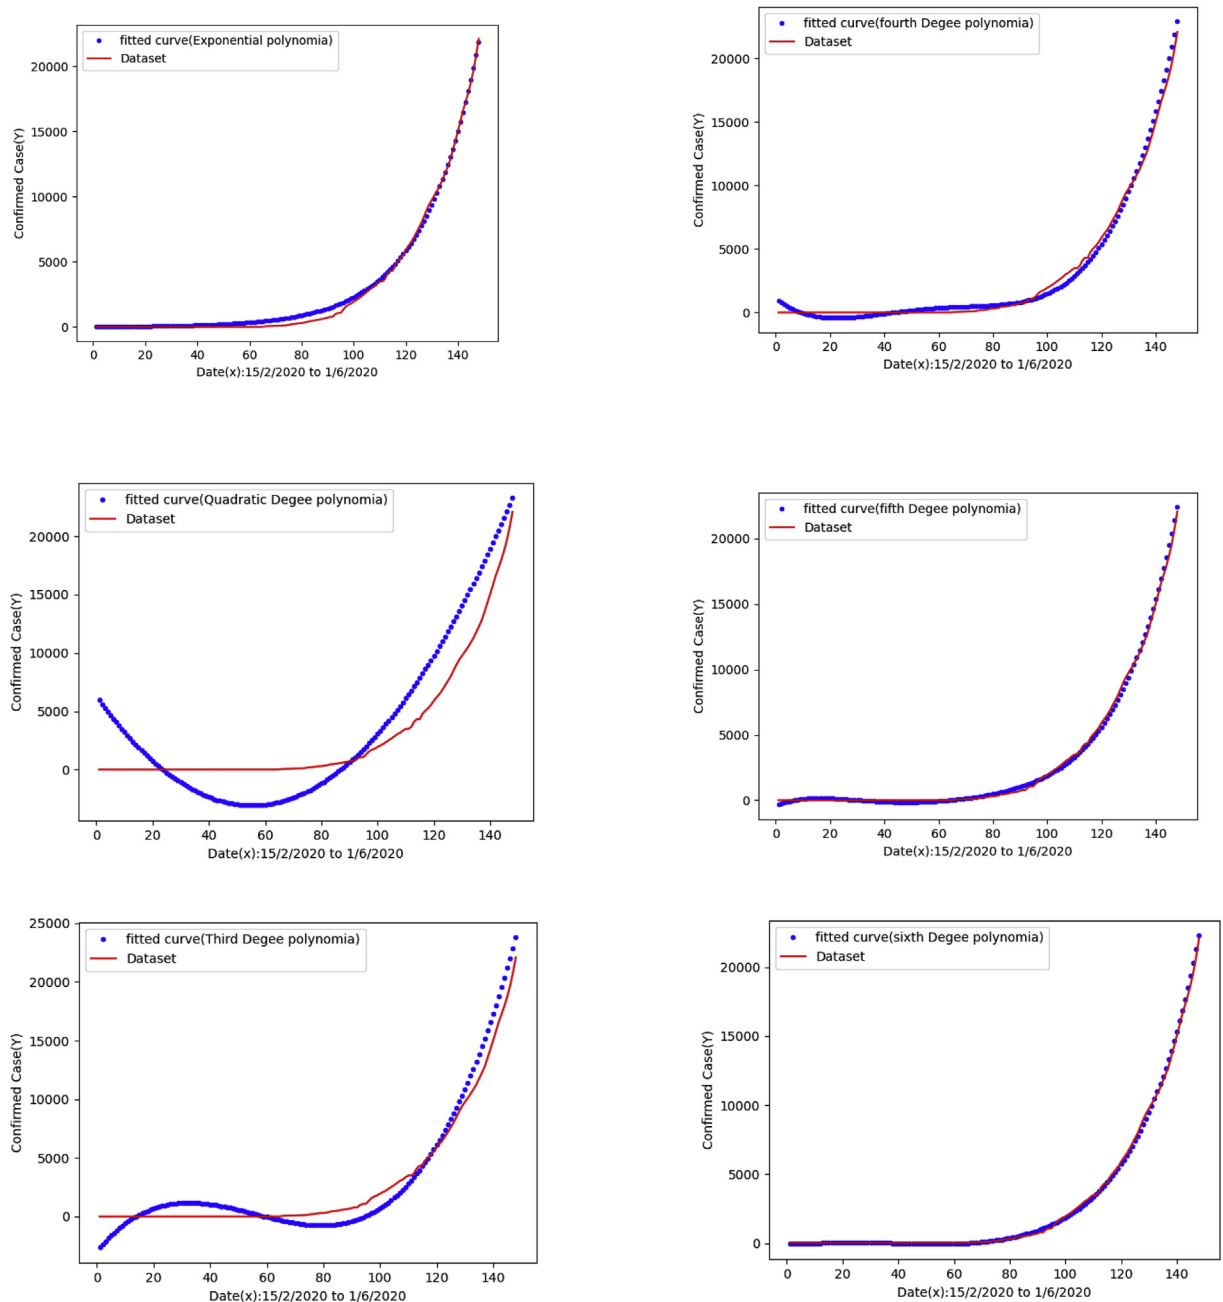 fitted curve(Exponential polynomia)
Dataset
20000
15000
10000
5000
0
Confirmed Case(Y)
0 20 40 60 80 100 120 140
Date(x):15/2/2020 to 1/6/2020
fitted curve(fourth Degee polynomia)
Dataset
20000
15000
10000
5000
0
Confirmed Case(Y)
0 20 40 60 80 100 120 140
Date(x):15/2/2020 to 1/6/2020
fitted curve(Quadratic Degee polynomia)
Dataset
20000
15000
10000
5000
0
Confirmed Case(Y)
0 20 40 60 80 100 120 140
Date(x):15/2/2020 to 1/6/2020
fitted curve(fifth Degee polynomia)
Dataset
20000
15000
10000
5000
0
Confirmed Case(Y)
0 20 40 60 80 100 120 140
Date(x):15/2/2020 to 1/6/2020
fitted curve(Third Degee polynomia)
Dataset
25000
20000
15000
10000
5000
0
Confirmed Case(Y)
0 20 40 60 80 100 120 140
Date(x):15/2/2020 to 1/6/2020
fitted curve(sixth Degee polynomia)
Dataset
20000
15000
10000
5000
0
Confirmed Case(Y)
0 20 40 60 80 100 120 140
Date(x):15/2/2020 to 1/6/2020